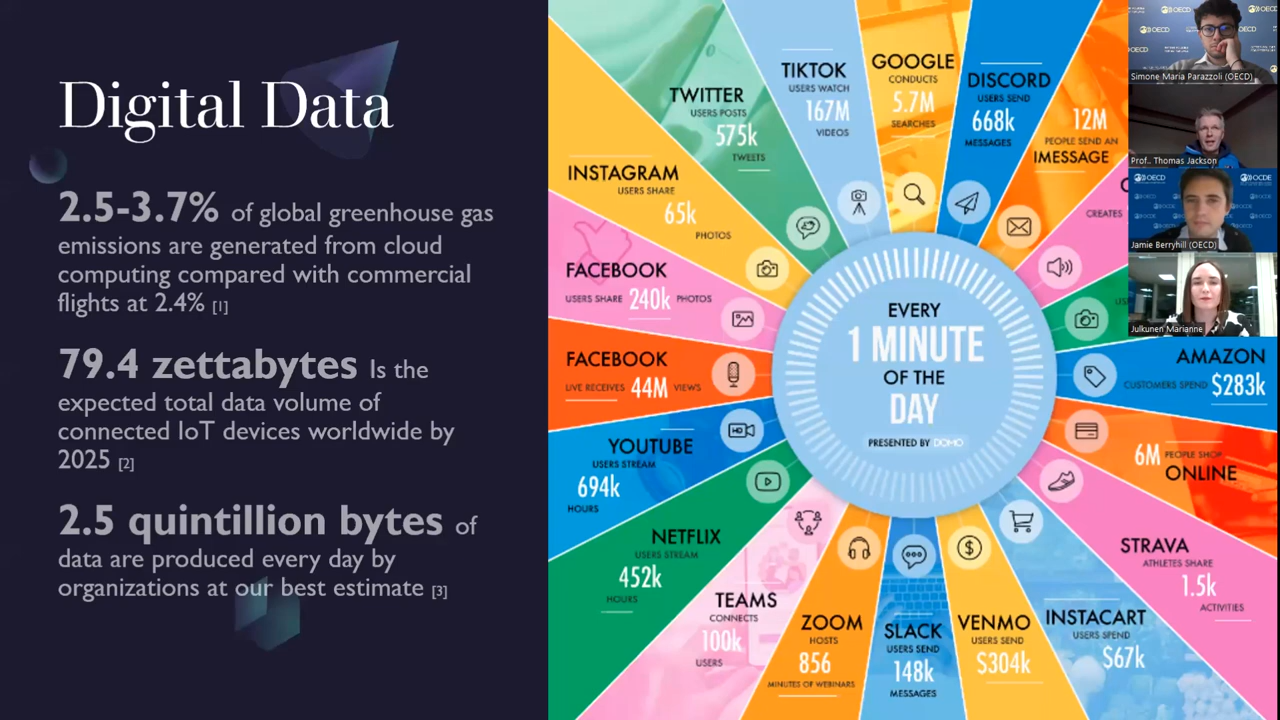 Digital Data
2.5-3.7% of global greenhouse gas
emissions are generated from cloud
computing compared with commercial
flights at 2.4% [1]
79.4 zettabytes Is the
expected total data volume of
connected IoT devices worldwide by
2025 [2]
2.5 quintillion bytes of
data are produced every day by
organizations at our best estimate [3]
EVERY
1 MINUTE
OF THE
DAY
PRESENTED BY DOMO
TIKTOK
USERS WATCH
167M
VIDEOS
GOOGLE
CONDUCTS
5.7M
SEARCHES
DISCORD
USERS SEND
668k
MESSAGES
12M
PEOPLE SEND AN
IMESSAGE
CREATES
AMAZON
CUSTOMERS SPEND $283k
6M PEOPLE SHOP
ONLINE
STRAVA
ATHLETES SHARE
1.5k
ACTIVITIES
INSTACART
USERS SPEND
$67k
VENMO
USERS SEND
$304k
SLACK
USERS SEND
148k
MESSAGES
ZOOM
HOSTS
856
MINUTES OF WEBINARS
TEAMS
CONNECTS
100k
USERS
NETFLIX
USERS STREAM
452k
HOURS
YOUTUBE
USERS STREAM
694k
HOURS
HD
FACEBOOK
LIVE RECEIVES 44M VIEWS
FACEBOOK
USERS SHARE 240k PHOTOS
INSTAGRAM
USERS SHARE
65k
PHOTOS
TWITTER
USERS POSTS
575k
TWEETS
OECD
Simone Maria Parazzoli (OECD)
Prof.. Thomas Jackson
OECD
OCDE
Jamie Berryhill (OECD)
Julkunen Marianne